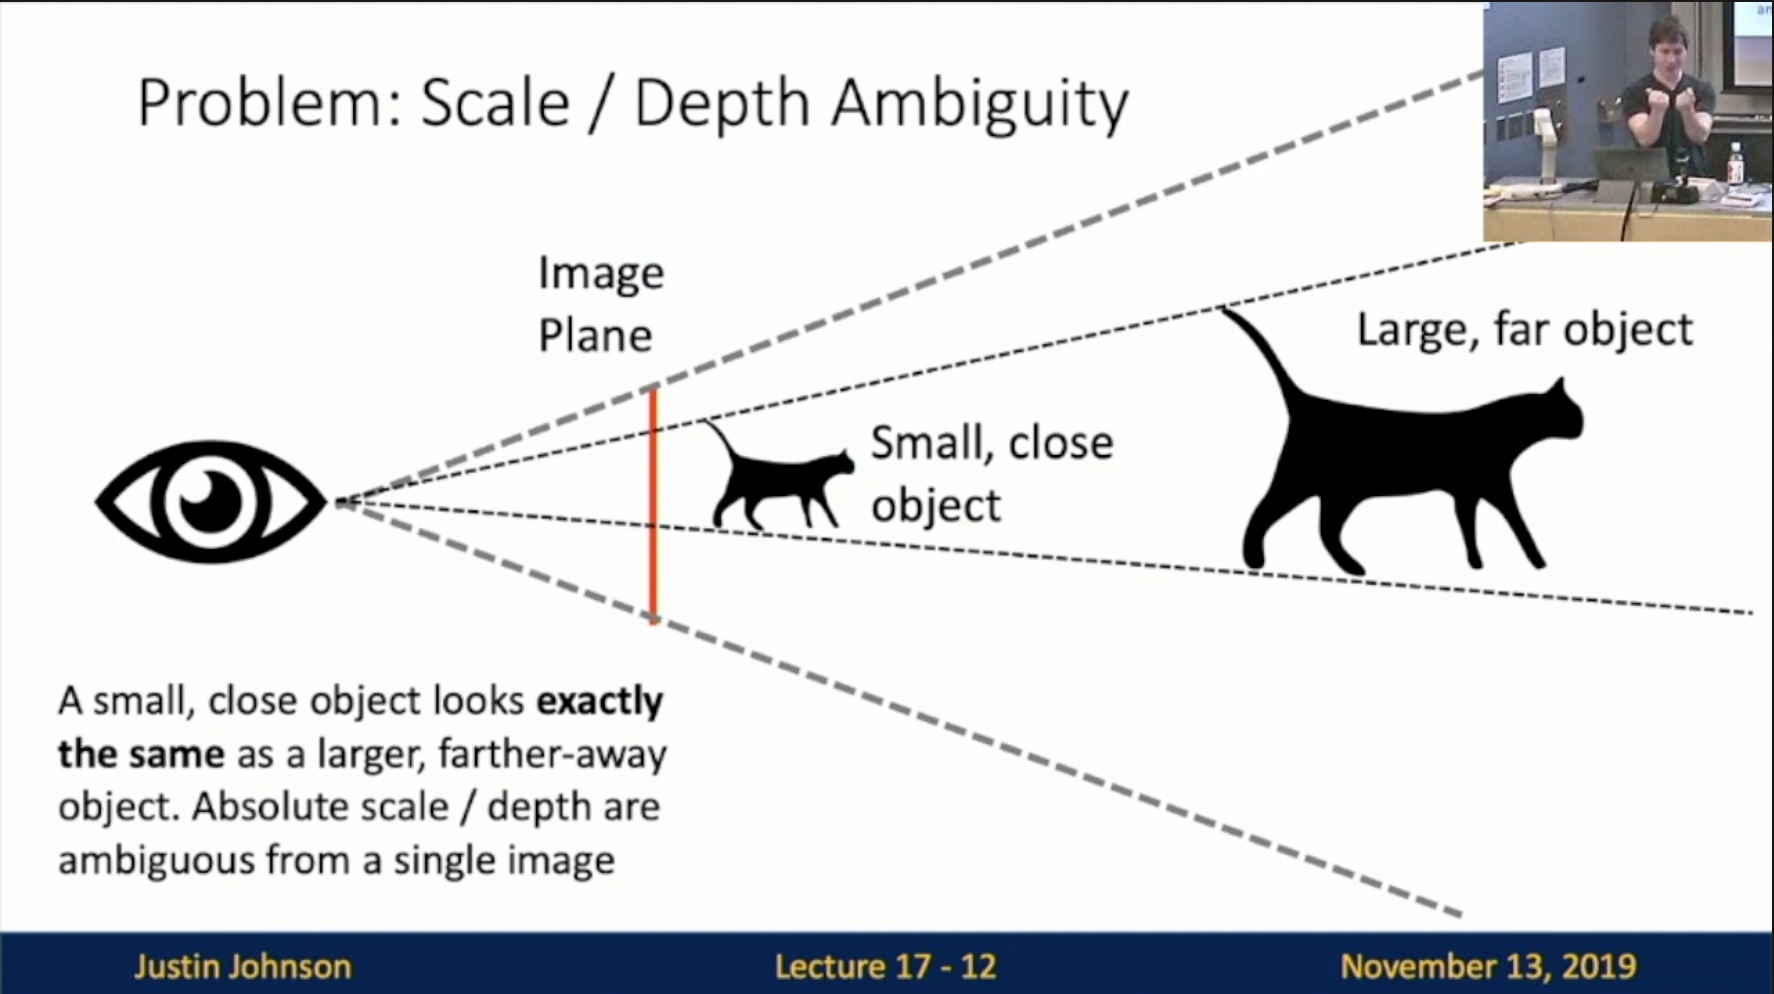 Problem: Scale / Depth Ambiguity
Image
Plane
Large, far object
Small, close
object
A small, close object looks exactly
the same as a larger, farther-away
object. Absolute scale / depth are
ambiguous from a single image
Justin Johnson
Lecture 17 - 12
November 13, 2019